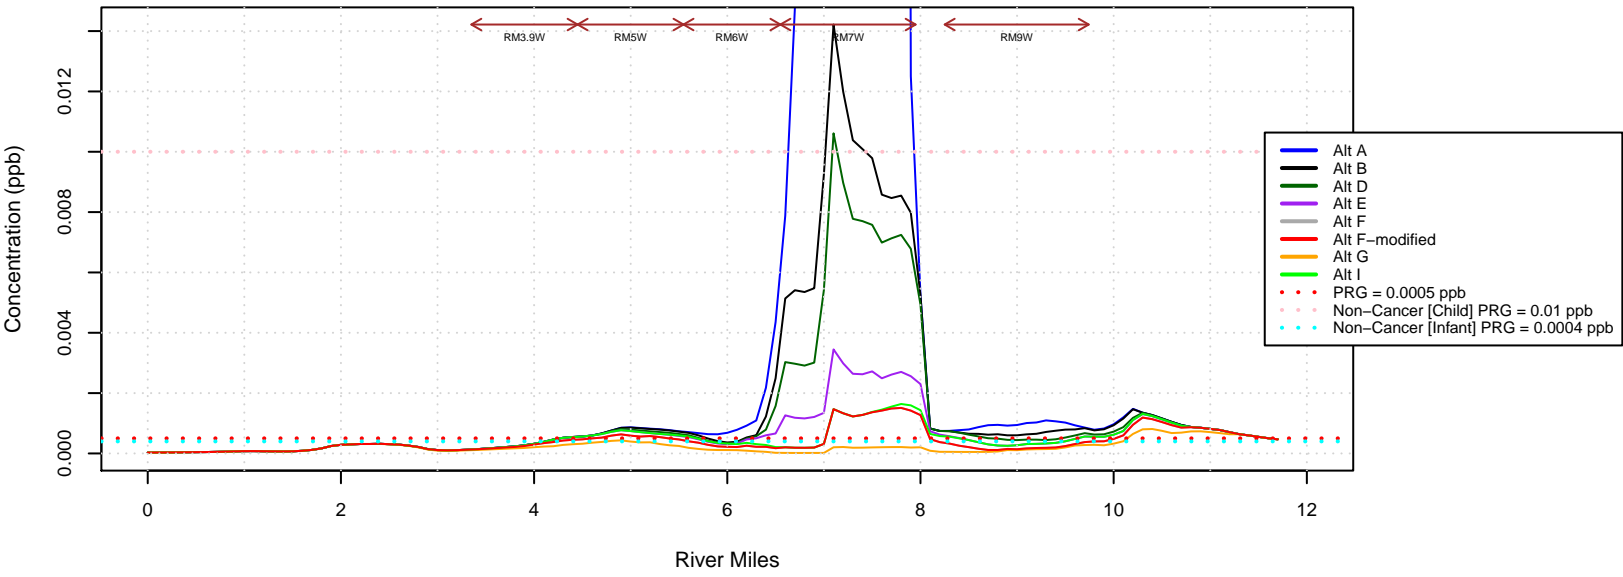 RM3.9W RM5W RM6W RM7W RM9W
Concentration (ppb)
0.012
0.008
0.004
0.000
0 2 4 6 8 10 12
River Miles
Alt A
Alt B
Alt D
Alt E
Alt F
Alt F−modified
Alt G
Alt I
PRG = 0.0005 ppb
Non−Cancer [Child] PRG = 0.01 ppb
Non−Cancer [Infant] PRG = 0.0004 ppb